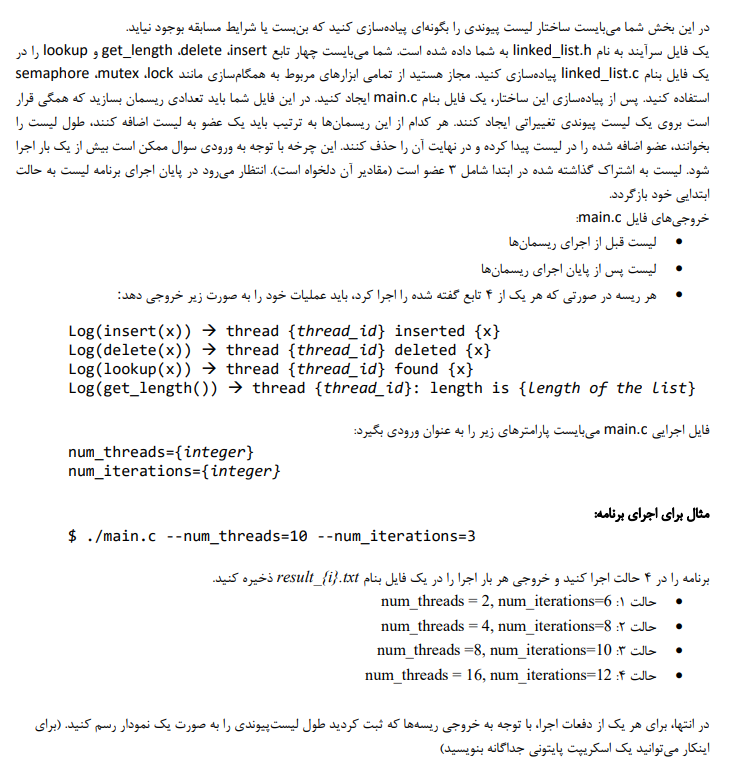 در این بخش شما می‌بایست ساختار لیست پیوندی را بگونه‌ای پیاده‌سازی کنید که بن‌بست یا شرایط مسابقه بوجود نیاید.
یک فایل سرآیند به نام linked_list.h به شما داده شده است. شما می‌بایست چهار تابع get_length ،delete ،insert و lookup را در
یک فایل بنام linked_list.c پیاده‌سازی کنید. مجاز هستید از تمامی ابزارهای مربوط به همگام‌سازی مانند semaphore ،mutex ،lock
استفاده کنید. پس از پیاده‌سازی این ساختار، یک فایل بنام main.c ایجاد کنید. در این فایل شما باید تعدادی ریسمان بسازید که همگی قرار
است بروی یک لیست پیوندی تغییراتی ایجاد کنند. هر کدام از این ریسمان‌ها به ترتیب باید یک عضو به لیست اضافه کنند، طول لیست را
بخوانند، عضو اضافه شده را در لیست پیدا کرده و در نهایت آن را حذف کنند. این چرخه با توجه به ورودی سوال ممکن است بیش از یک بار اجرا
شود. لیست به اشتراک گذاشته شده در ابتدا شامل ۳ عضو است (مقادیر آن دلخواه است). انتظار می‌رود در پایان اجرای برنامه لیست به حالت
ابتدایی خود بازگردد.
خروجی‌های فایل main.c:
• لیست قبل از اجرای ریسمان‌ها
• لیست پس از پایان اجرای ریسمان‌ها
• هر ریسه در صورتی که هر یک از ۴ تابع گفته شده را اجرا کرد، باید عملیات خود را به صورت زیر خروجی دهد:
Log(insert(x)) → thread {thread_id} inserted {x}
Log(delete(x)) → thread {thread_id} deleted {x}
Log(lookup(x)) → thread {thread_id} found {x}
Log(get_length()) → thread {thread_id}: length is {length of the list}
فایل اجرایی main.c می‌بایست پارامترهای زیر را به عنوان ورودی بگیرد:
num_threads={integer}
num_iterations={integer}
مثال برای اجرای برنامه:
$ ./main.c --num_threads=10 --num_iterations=3
برنامه را در ۴ حالت اجرا کنید و خروجی هر بار اجرا را در یک فایل بنام result_{i}.txt ذخیره کنید.
• حالت ۱: num_threads = 2, num_iterations=6
• حالت ۲: num_threads = 4, num_iterations=8
• حالت ۳: num_threads =8, num_iterations=10
• حالت ۴: num_threads = 16, num_iterations=12
در انتها، برای هر یک از دفعات اجرا، با توجه به خروجی ریسه‌ها که ثبت کردید طول لیست‌پیوندی را به صورت یک نمودار رسم کنید. (برای
اینکار می‌توانید یک اسکریپت پایتونی جداگانه بنویسید)